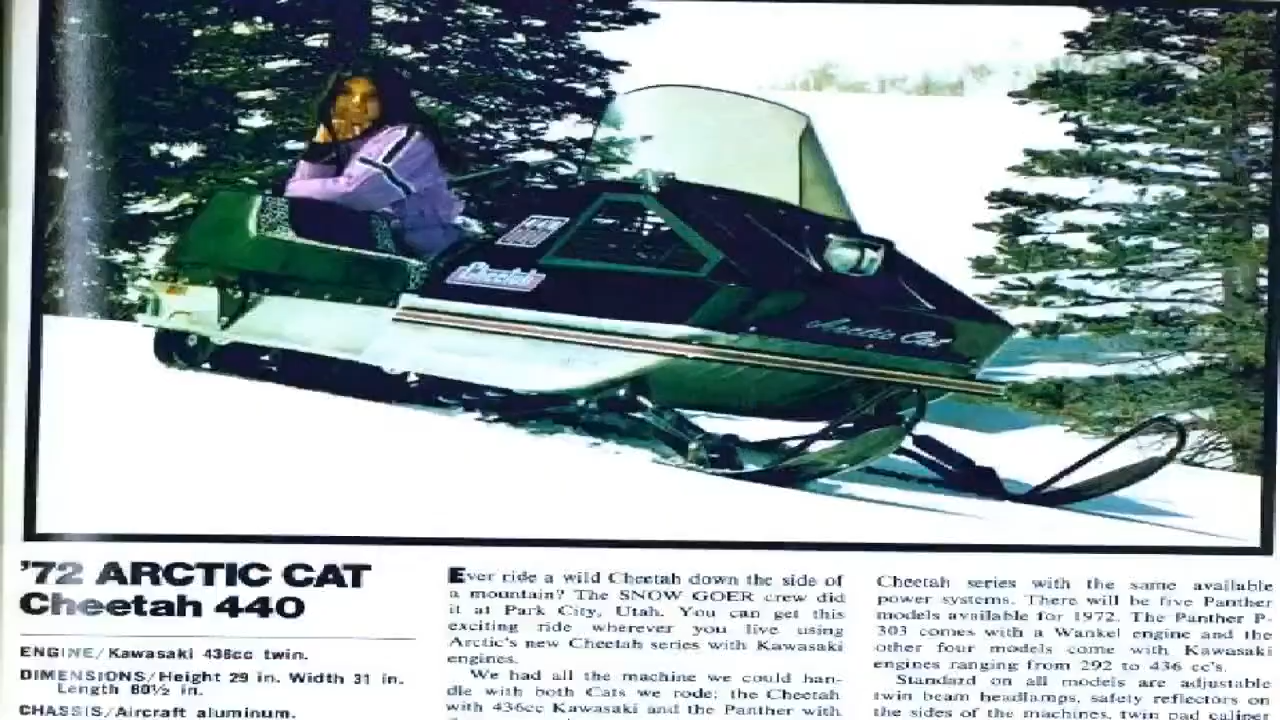 Cheetah
Arctic Cat
'72 ARCTIC CAT
Cheetah 440
ENGINE/Kawasaki 436cc twin.
DIMENSIONS/Height 29 in. Width 31 in.
Length 80½ in.
CHASSIS/Aircraft aluminum.
Ever ride a wild Cheetah down the side of
a mountain? The SNOW GOER crew did
it at Park City, Utah. You can get this
exciting ride wherever you live using
Arctic's new Cheetah series with Kawasaki
engines.
We had all the machine we could han-
dle with both Cats we rode; the Cheetah
with 436cc Kawasaki and the Panther with
Cheetah series with the same available
power systems. There will be five Panther
models available for 1972. The Panther P-
303 comes with a Wankel engine and the
other four models come with Kawasaki
engines ranging from 292 to 436 cc's.
Standard on all models are adjustable
twin beam headlamps, safety reflectors on
the sides of the machines, twin pad caliper